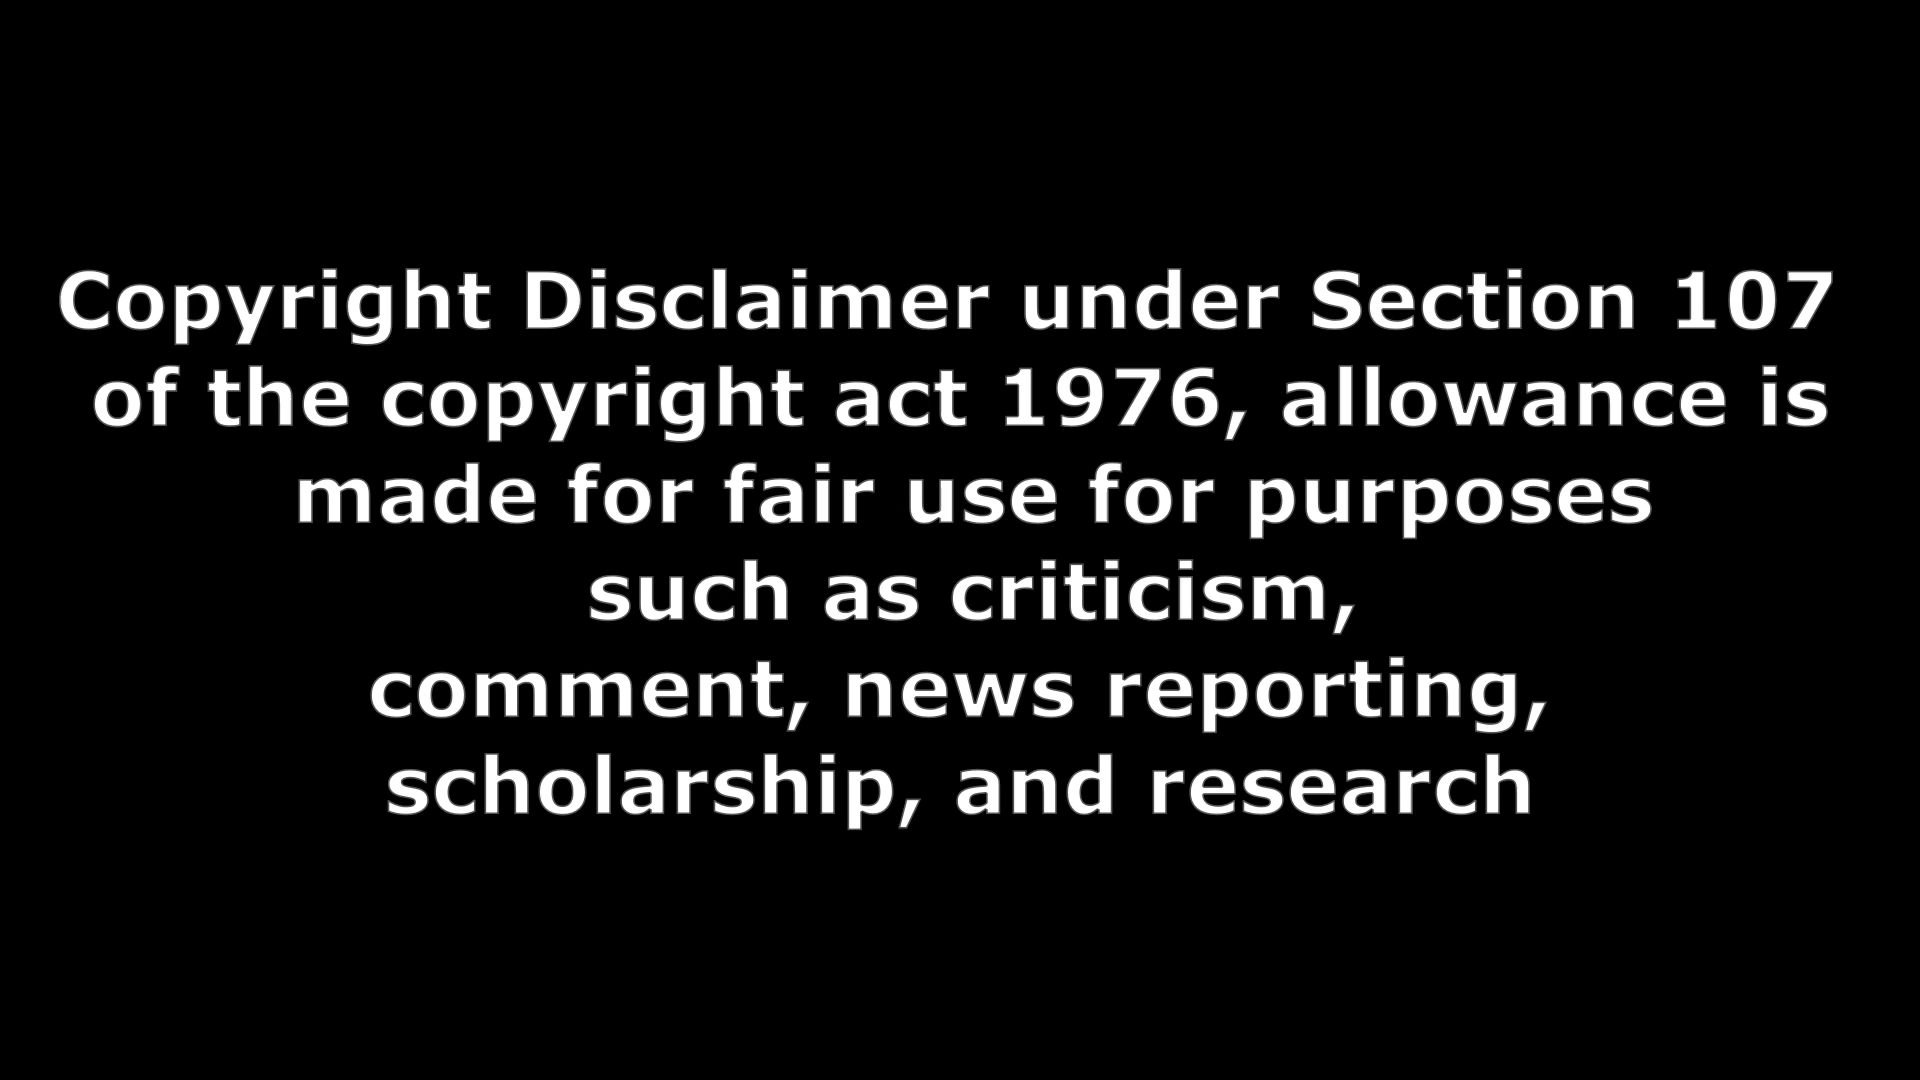 Copyright Disclaimer under Section 107
of the copyright act 1976, allowance is
made for fair use for purposes
such as criticism,
comment, news reporting,
scholarship, and research